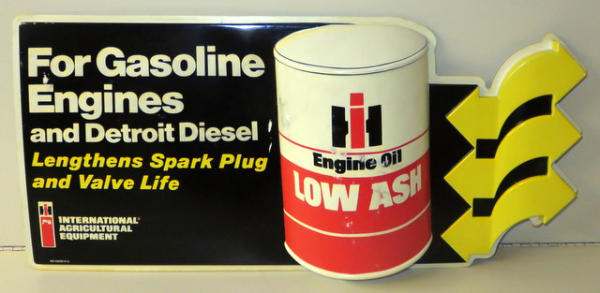 For Gasoline
Engines
and Detroit Diesel
Lengthens Spark Plug
and Valve Life
INTERNATIONAL®
AGRICULTURAL
EQUIPMENT
IH
Engine Oil
LOW ASH